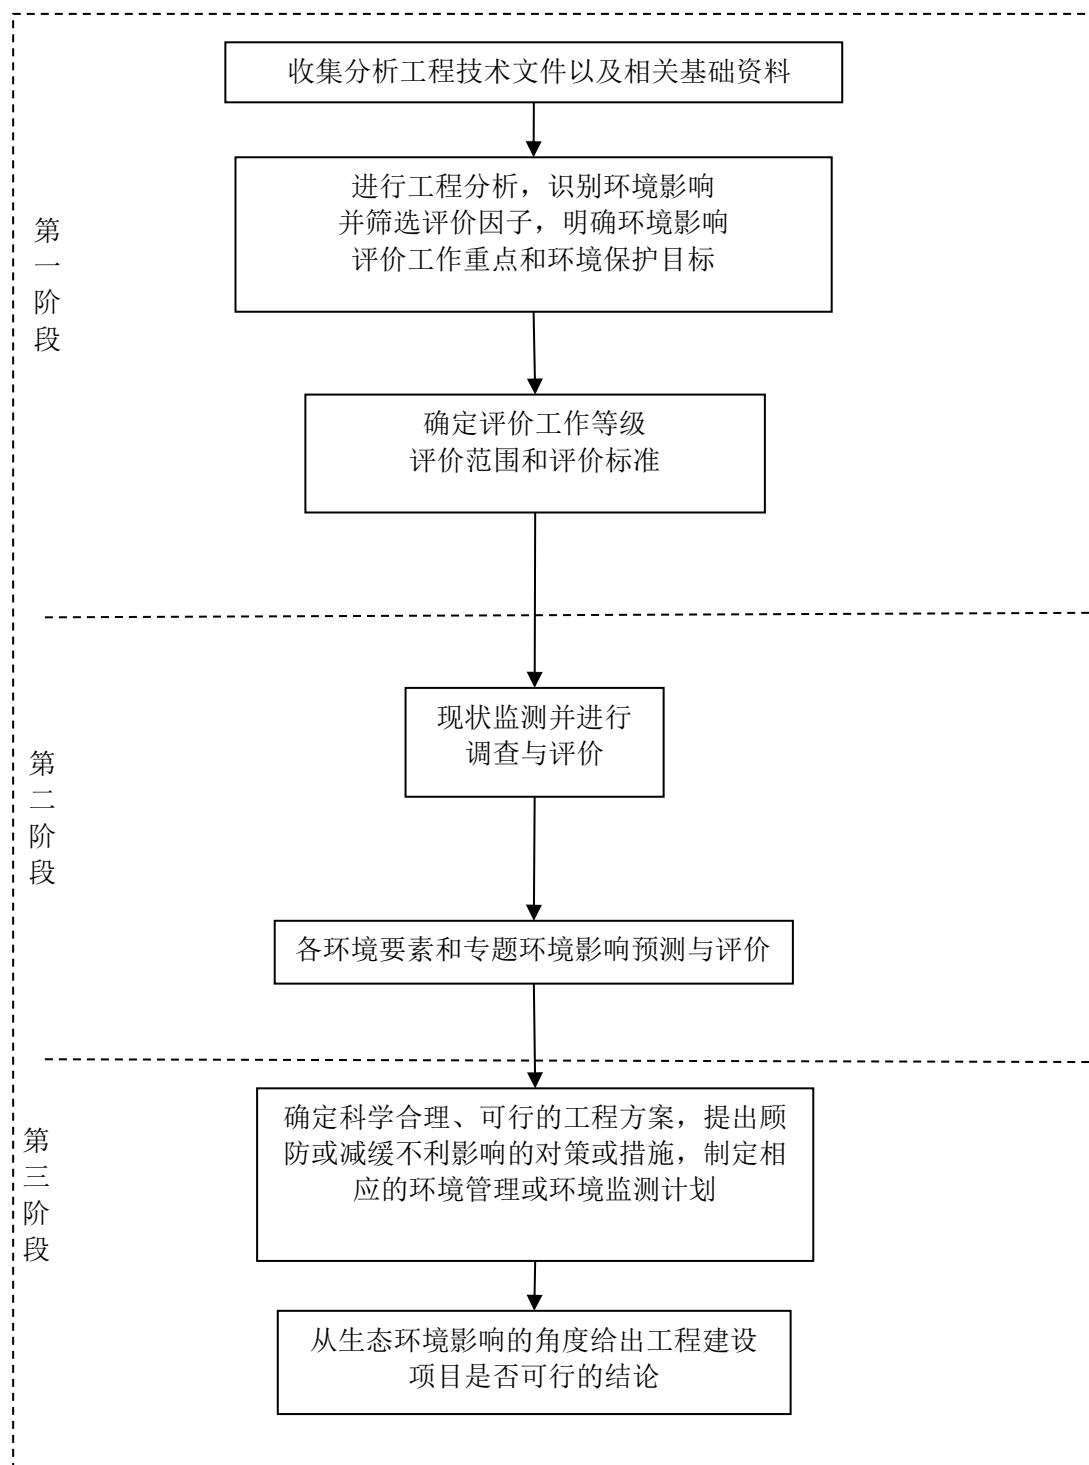 收集分析工程技术文件以及相关基础资料
进行工程分析，识别环境影响
并筛选评价因子，明确环境影响
评价工作重点和环境保护目标
第一阶段
确定评价工作等级
评价范围和评价标准
现状监测并进行
调查与评价
第二阶段
各环境要素和专题环境影响预测与评价
确定科学合理、可行的工程方案，提出顾
防或减缓不利影响的对策或措施，制定相
应的环境管理或环境监测计划
第三阶段
从生态环境影响的角度给出工程建设
项目是否可行的结论